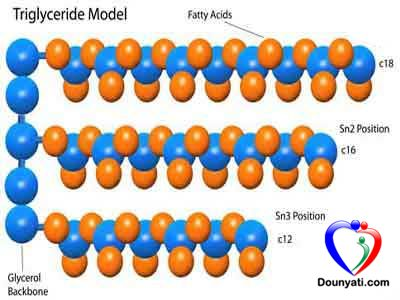 Triglyceride Model
Fatty Acids
c18
Sn2 Position
c16
Sn3 Position
c12
Glycerol
Backbone
Dounyati.com